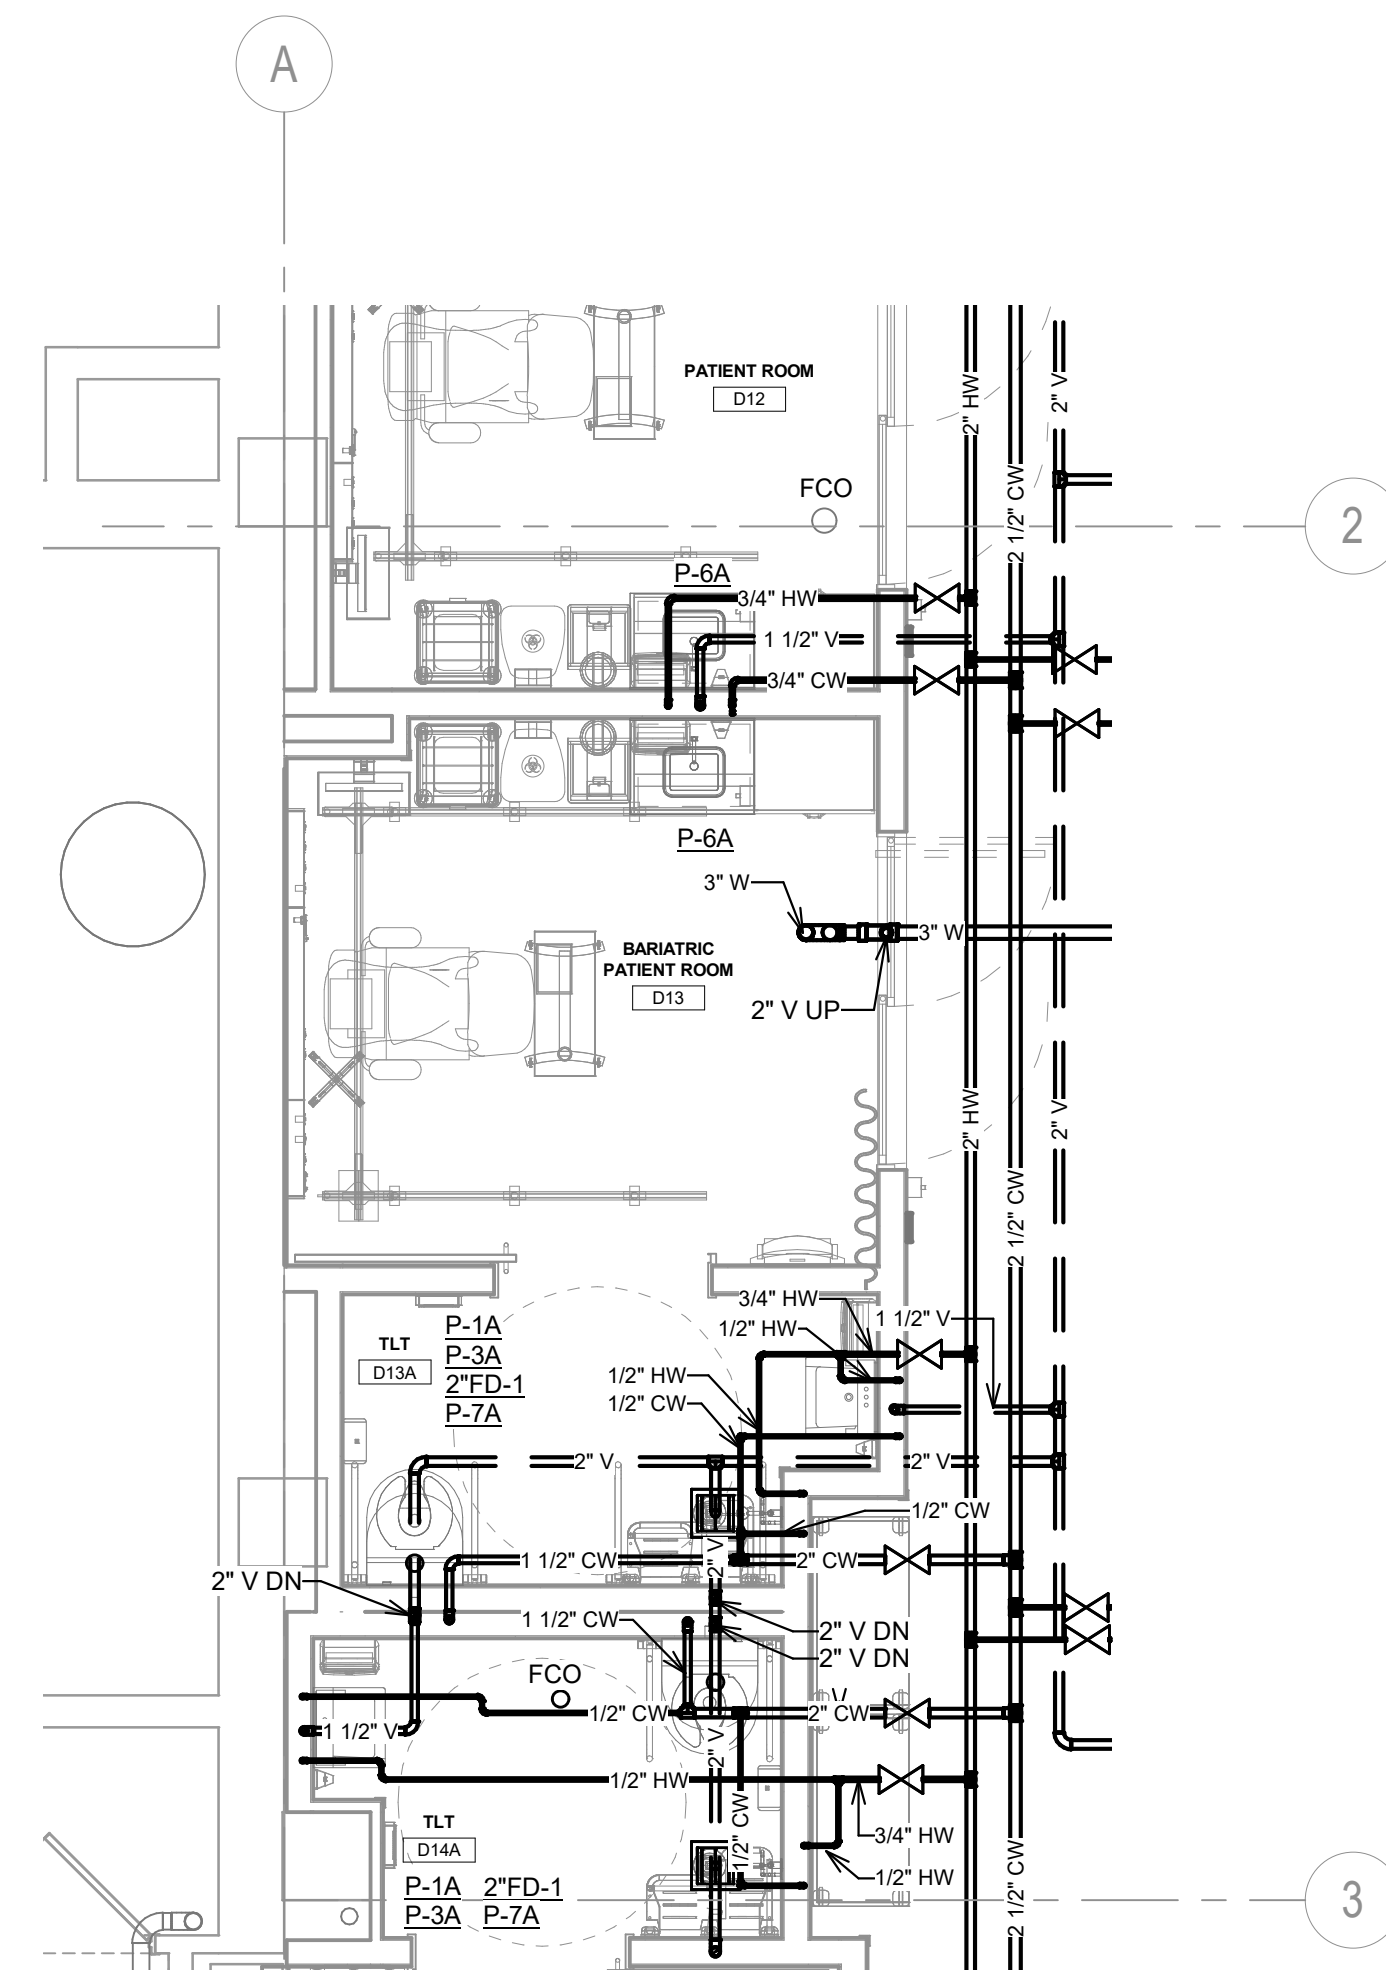 A
PATIENT ROOM
D12
2" HW
2 1/2" CW
2" V
FCO
2
P-6A
3/4" HW
1 1/2" V
3/4" CW
P-6A
3" W
3" W
BARIATRIC
PATIENT ROOM
D13
2" V UP
2" HW
2" V
2 1/2" CW
3/4" HW
1 1/2" V
1/2" HW
TLT
D13A
P-1A
P-3A
2"FD-1
P-7A
1/2" HW
1/2" CW
2" V
2" V
1/2" CW
1 1/2" CW
2" V
2" CW
2" V DN
1 1/2" CW
2" V DN
2" V DN
FCO
V
1/2" CW
2" CW
1 1/2" V
2" V
1/2" HW
1/2" CW
3/4" HW
TLT
D14A
1/2" HW
P-1A
2"FD-1
P-3A
P-7A
2 1/2" CW
3